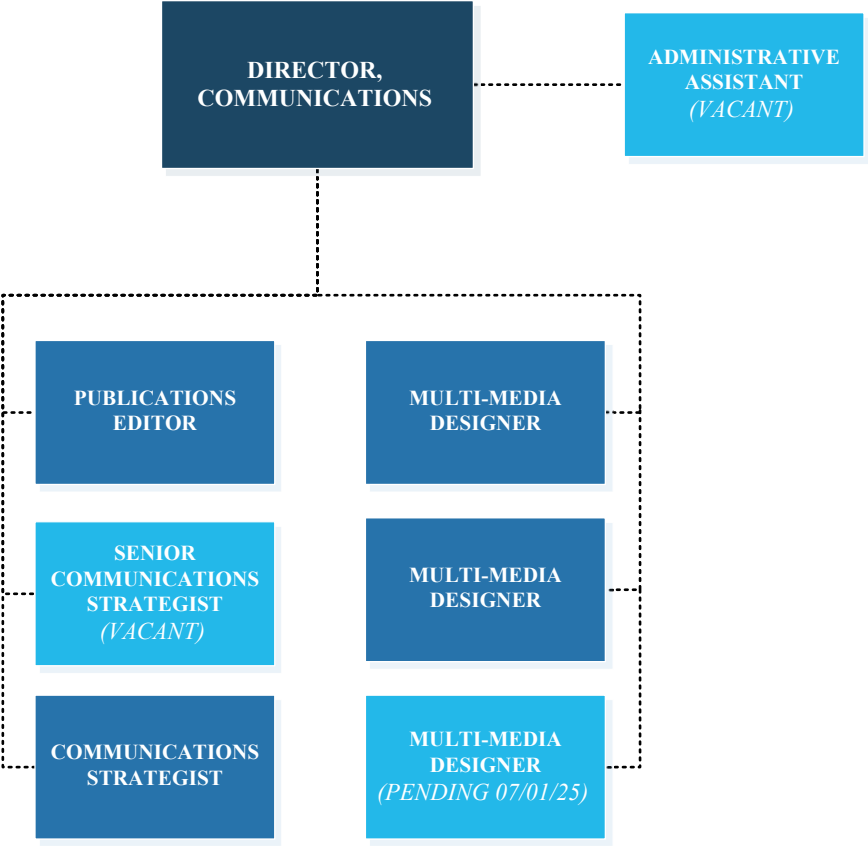 DIRECTOR,
COMMUNICATIONS
ADMINISTRATIVE
ASSISTANT
(VACANT)
PUBLICATIONS
EDITOR
MULTI-MEDIA
DESIGNER
SENIOR
COMMUNICATIONS
STRATEGIST
(VACANT)
MULTI-MEDIA
DESIGNER
COMMUNICATIONS
STRATEGIST
MULTI-MEDIA
DESIGNER
(PENDING 07/01/25)